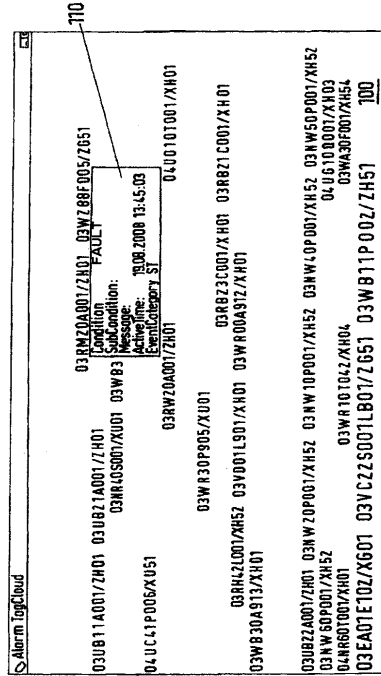 Alarm TagCloud
110
03RM20A001/ZH01 03WZ88F005/ZG51
Condition FAULT
SubCondition:
Message:
ActiveTime: 19.08.2008 13:45:03
EventCategory ST
03UB11A001/ZH01 03UB21A001/ZH01
03NR40S001/XU01 03WB3
04UC41P006/XU51
03RW20A001/ZH01
04UO10T001/XH01
03WR30P905/XU01
03RB23C001/XH01 03RB21C001/XH01
03RH42L001/XH52 03VD01L901/XH01 03WR00A912/XH01
03WB30A913/XH01
03UB22A001/ZH01 03NW20P001/XH52 03NW10P001/XH52 03NW40P001/XH52 03NW50P001/XH52
03NW60P001/XH52
04UG10B001/XH03
04NR60T001/XH01
03WR10T042/XH04
03WA30F001/XH54
03EA01E102/XG01 03VC22S001LB01/ZG51 03WB11P002/ZH51
100